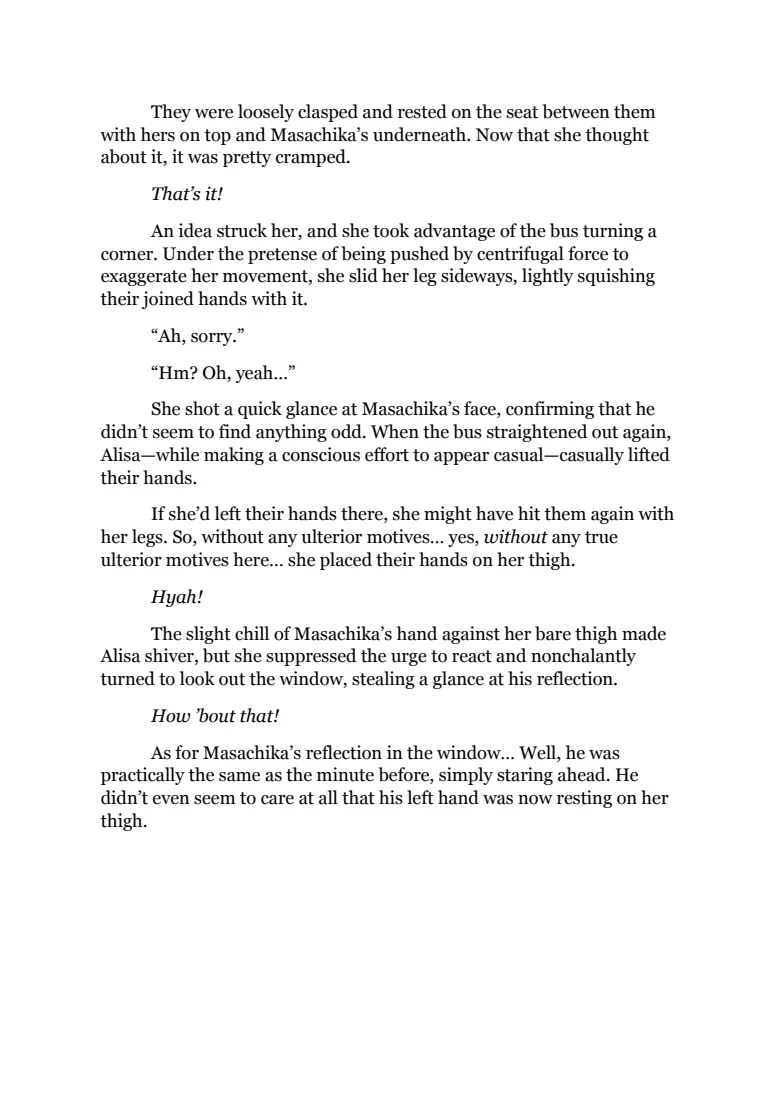 They were loosely clasped and rested on the seat between them
with hers on top and Masachika’s underneath. Now that she thought
about it, it was pretty cramped.
That’s it!
An idea struck her, and she took advantage of the bus turning a
corner. Under the pretense of being pushed by centrifugal force to
exaggerate her movement, she slid her leg sideways, lightly squishing
their joined hands with it.
“Ah, sorry.”
“Hm? Oh, yeah…”
She shot a quick glance at Masachika’s face, confirming that he
didn’t seem to find anything odd. When the bus straightened out again,
Alisa—while making a conscious effort to appear casual—casually lifted
their hands.
If she’d left their hands there, she might have hit them again with
her legs. So, without any ulterior motives… yes, without any true
ulterior motives here… she placed their hands on her thigh.
Hyah!
The slight chill of Masachika’s hand against her bare thigh made
Alisa shiver, but she suppressed the urge to react and nonchalantly
turned to look out the window, stealing a glance at his reflection.
How ’bout that!
As for Masachika’s reflection in the window… Well, he was
practically the same as the minute before, simply staring ahead. He
didn’t even seem to care at all that his left hand was now resting on her
thigh.